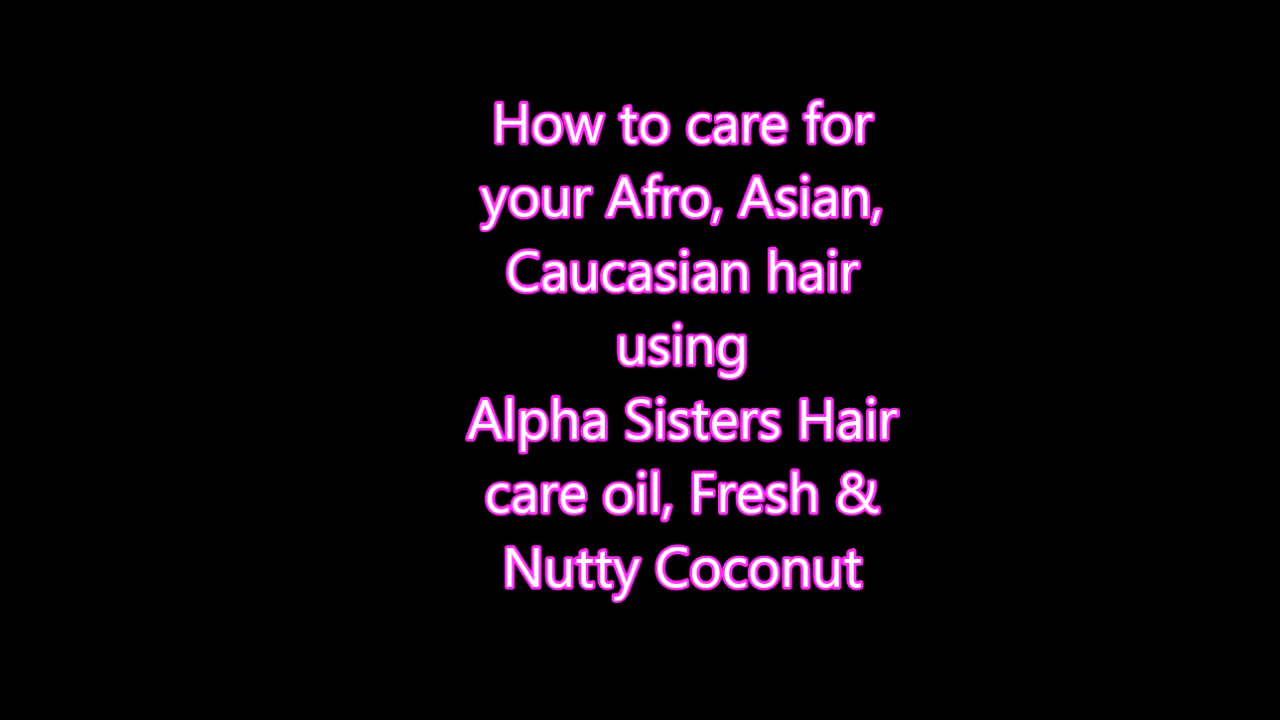 How to care for
your Afro, Asian,
Caucasian hair
using
Alpha Sisters Hair
care oil, Fresh &
Nutty Coconut